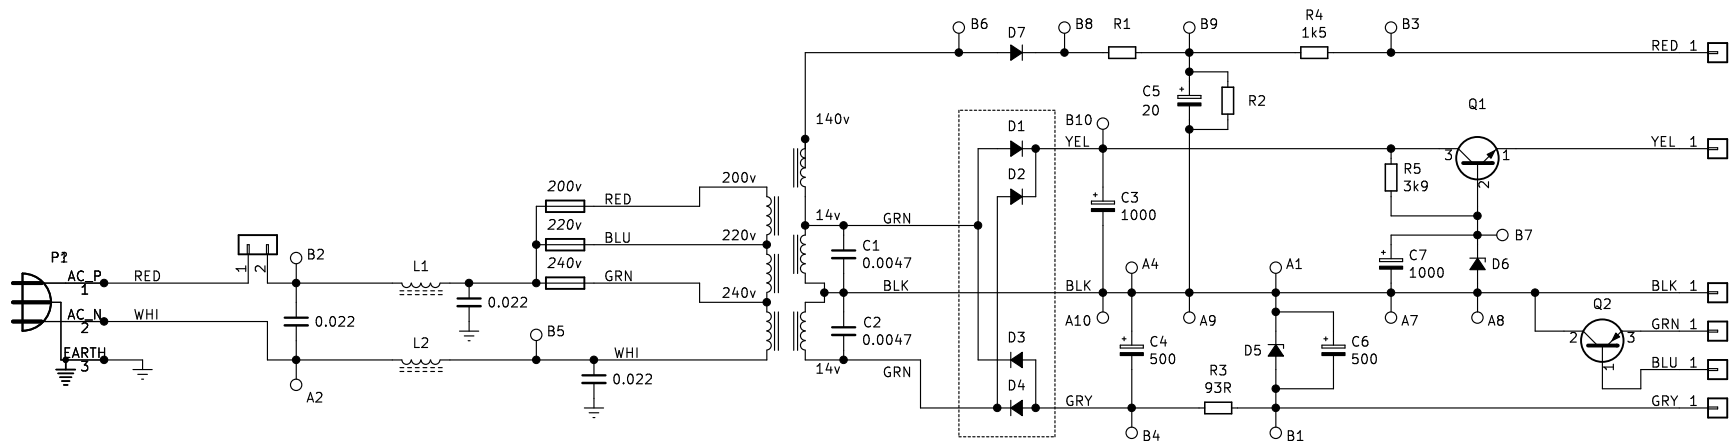 B6
D7
B8
R1
B9
R4
1k5
B3
RED 1
C5
20
R2
140v
B10
D1
YEL
Q1
3
1
2
YEL 1
D2
R5
3k9
C3
1000
200v
200v
RED
14v
GRN
220v
BLU
220v
C1
0.0047
B7
C7
1000
D6
240v
GRN
240v
BLK
BLK
A4
A1
BLK 1
AC_P
1
RED
1
2
B2
L1
0.022
A10
A9
A7
A8
Q2
AC_N
2
WHI
0.022
B5
C2
0.0047
C4
500
D5
C6
500
2
3
1
GRN 1
EARTH
3
L2
WHI
0.022
14v
GRN
D3
D4
GRY
R3
93R
BLU 1
GRY 1
A2
B4
B1